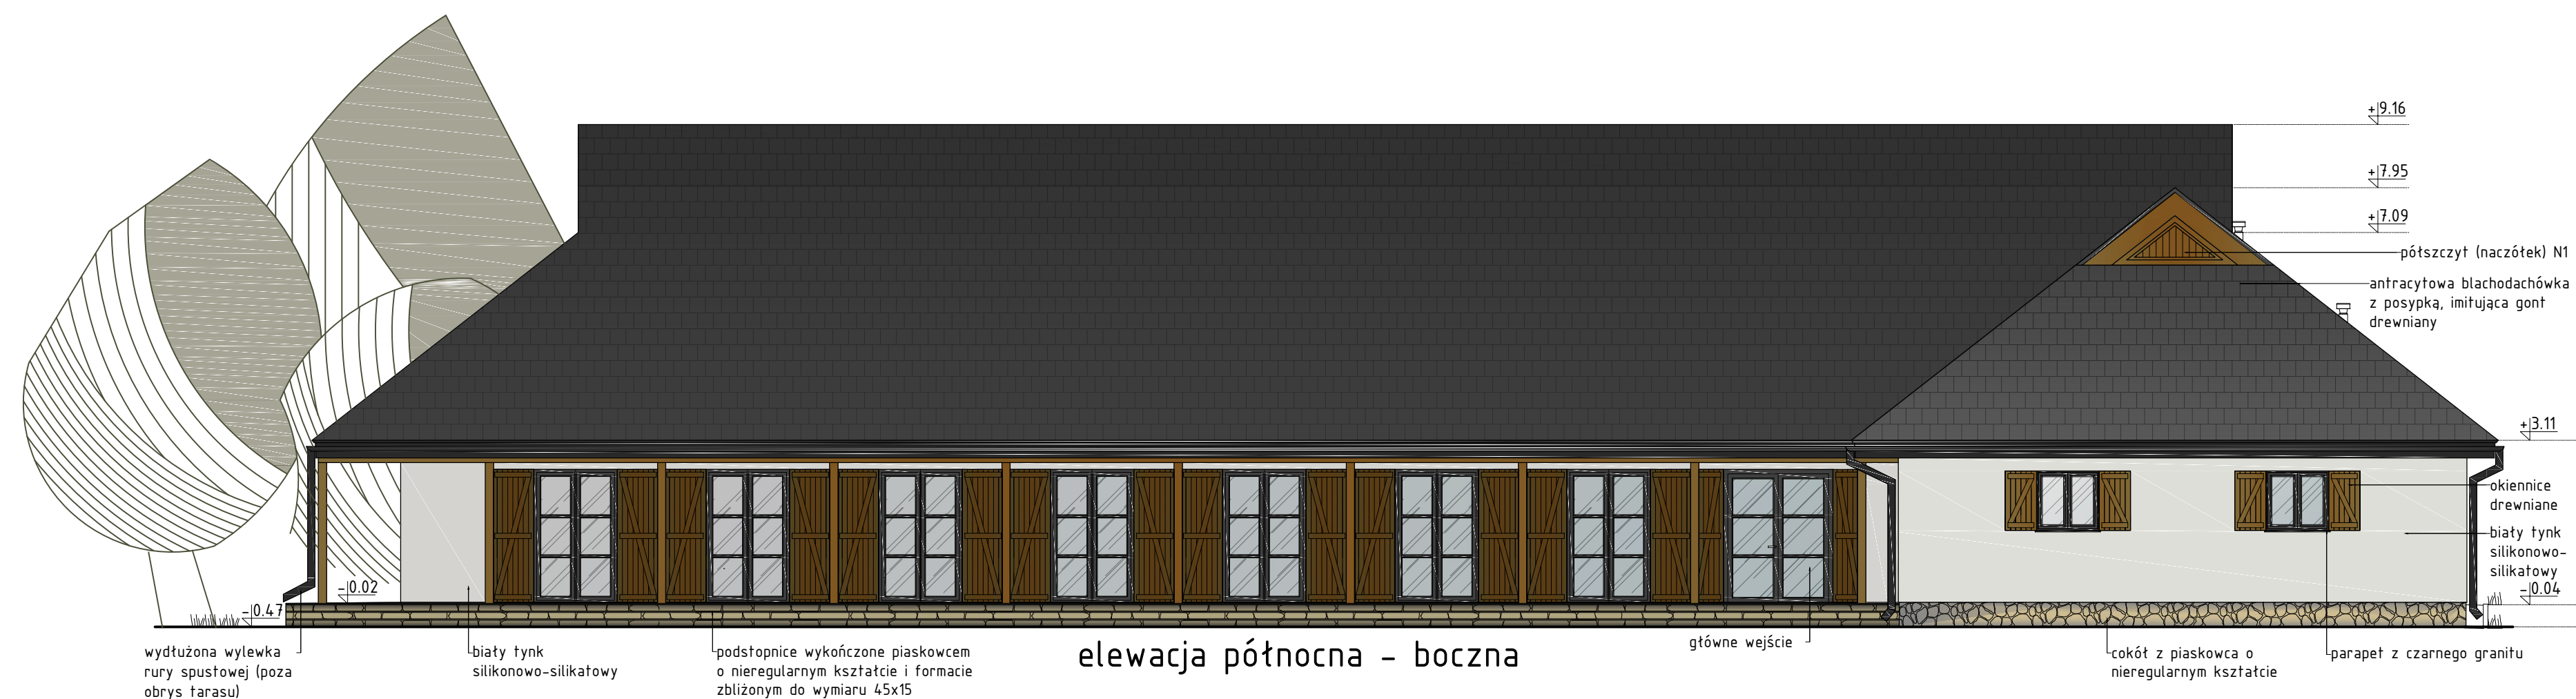 +9.16
+7.95
+7.09
półszczyt (naczółek) N1
antracytowa blachodachówka
z posypką, imitująca gont
drewniany
+3.11
okiennice
drewniane
biały tynk
silikonowo-
silikatowy
-0.04
-0.02
-0.47
wydłużona wylewka
rury spustowej (poza
obrys tarasu)
biały tynk
silikonowo-silikatowy
podstopnice wykończone piaskowcem
o nieregularnym kształcie i formacie
zbliżonym do wymiaru 45x15
elewacja północna - boczna
główne wejście
cokół z piaskowca o
nieregularnym kształcie
parapet z czarnego granitu